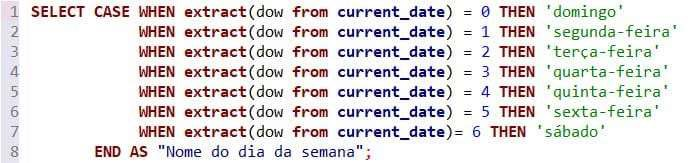 1 SELECT CASE WHEN extract(dow from current_date) = 0 THEN 'domingo'
2 WHEN extract(dow from current_date) = 1 THEN 'segunda-feira'
3 WHEN extract(dow from current_date) = 2 THEN 'terça-feira'
4 WHEN extract(dow from current_date) = 3 THEN 'quarta-feira'
5 WHEN extract(dow from current_date) = 4 THEN 'quinta-feira'
6 WHEN extract(dow from current_date) = 5 THEN 'sexta-feira'
7 WHEN extract(dow from current_date)= 6 THEN 'sábado'
8 END AS "Nome do dia da semana";